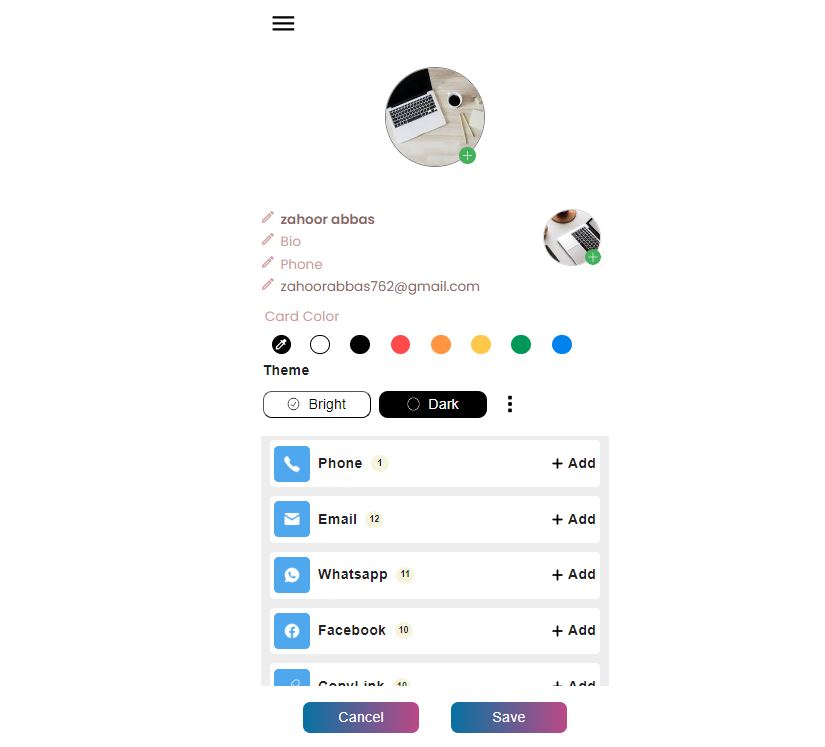 zahoor abbas
Bio
Phone
zahoorabbas762@gmail.com
Card Color
Theme
Bright Dark
Phone 1 + Add
Email 12 + Add
Whatsapp 11 + Add
Facebook 10 + Add
CopyLink 10 + Add
Cancel Save